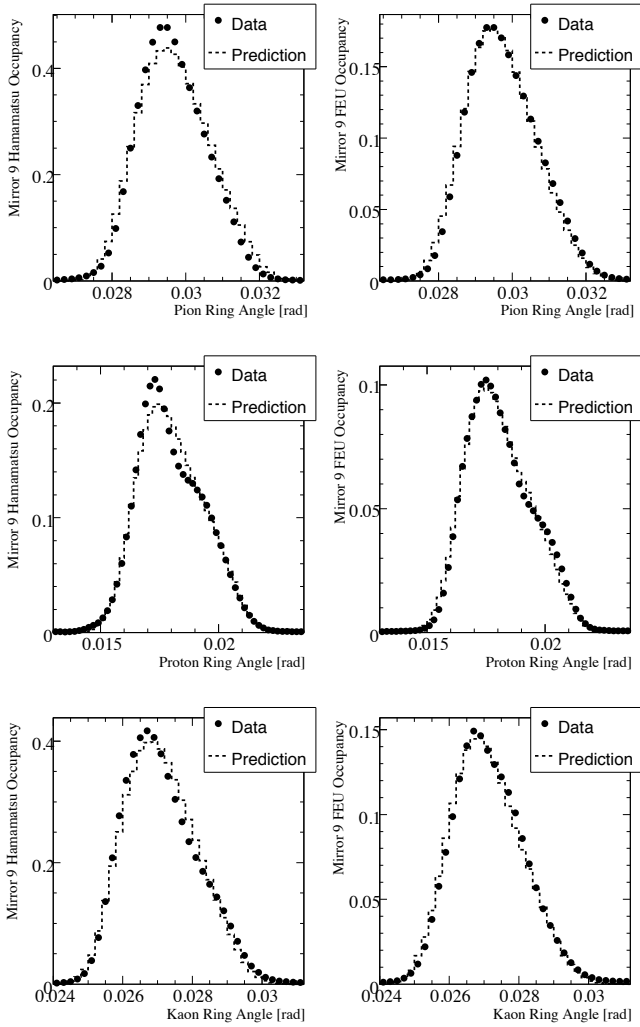 Mirror 9 Hamamatsu Occupancy
0.4
0.2
0
0.028
0.03
0.032
Pion Ring Angle [rad]
Data
Prediction
Mirror 9 FEU Occupancy
0.15
0.1
0.05
0
0.028
0.03
0.032
Pion Ring Angle [rad]
Data
Prediction
Mirror 9 Hamamatsu Occupancy
0.2
0.1
0
0.015
0.02
Proton Ring Angle [rad]
Data
Prediction
Mirror 9 FEU Occupancy
0.1
0.05
0
0.015
0.02
Proton Ring Angle [rad]
Data
Prediction
Mirror 9 Hamamatsu Occupancy
0.4
0.2
0
0.024
0.026
0.028
0.03
Kaon Ring Angle [rad]
Data
Prediction
Mirror 9 FEU Occupancy
0.15
0.1
0.05
0
0.024
0.026
0.028
0.03
Kaon Ring Angle [rad]
Data
Prediction